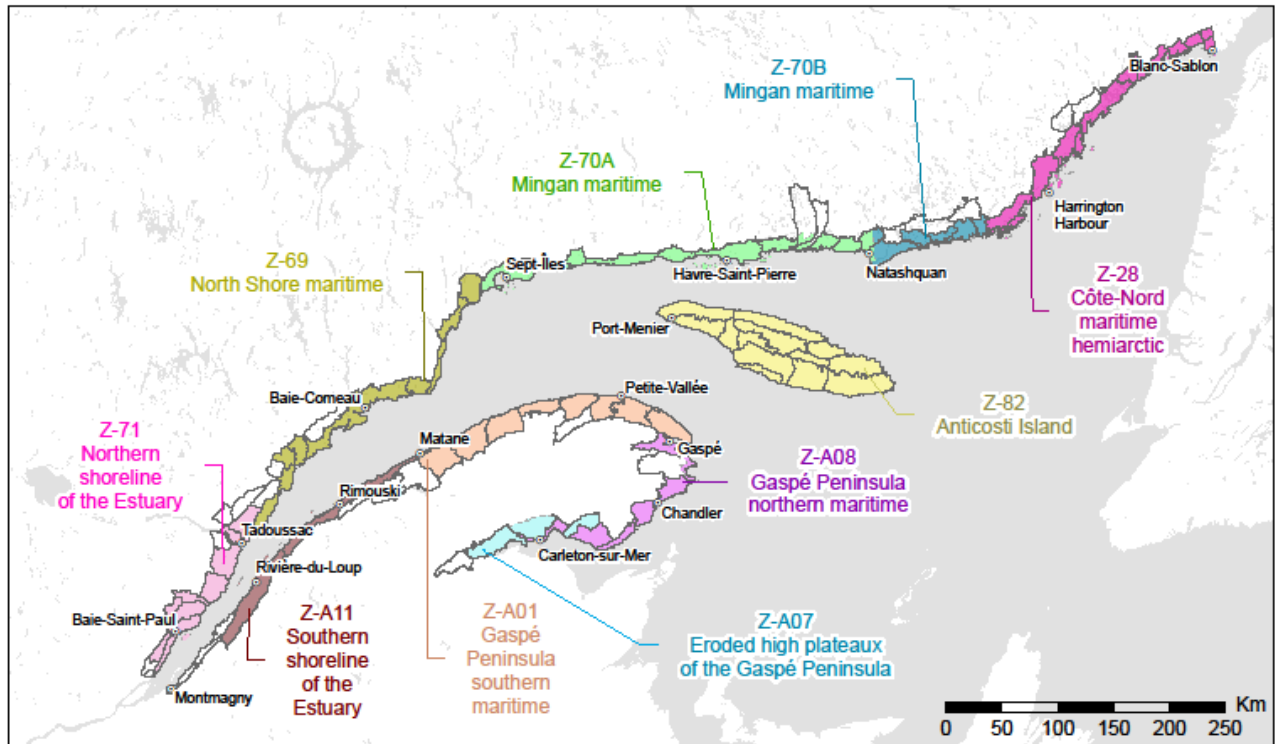 Blanc-Sablon
Z-70B
Mingan maritime
Z-70A
Mingan maritime
Harrington
Harbour
Z-69
North Shore maritime
Sept-Îles
Havre-Saint-Pierre
Natashquan
Z-28
Côte-Nord
maritime
hemiarctic
Port-Menier
Petite-Vallée
Baie-Comeau
Z-82
Anticosti Island
Z-71
Northern
shoreline
of the Estuary
Matane
Gaspé
Z-A08
Gaspé Peninsula
northern maritime
Rimouski
Chandler
Tadoussac
Carleton-sur-Mer
Rivière-du-Loup
Baie-Saint-Paul
Z-A11
Southern
shoreline
of the
Estuary
Z-A01
Gaspé
Peninsula
southern
maritime
Z-A07
Eroded high plateaux
of the Gaspé Peninsula
Montmagny
Km
0 50 100 150 200 250